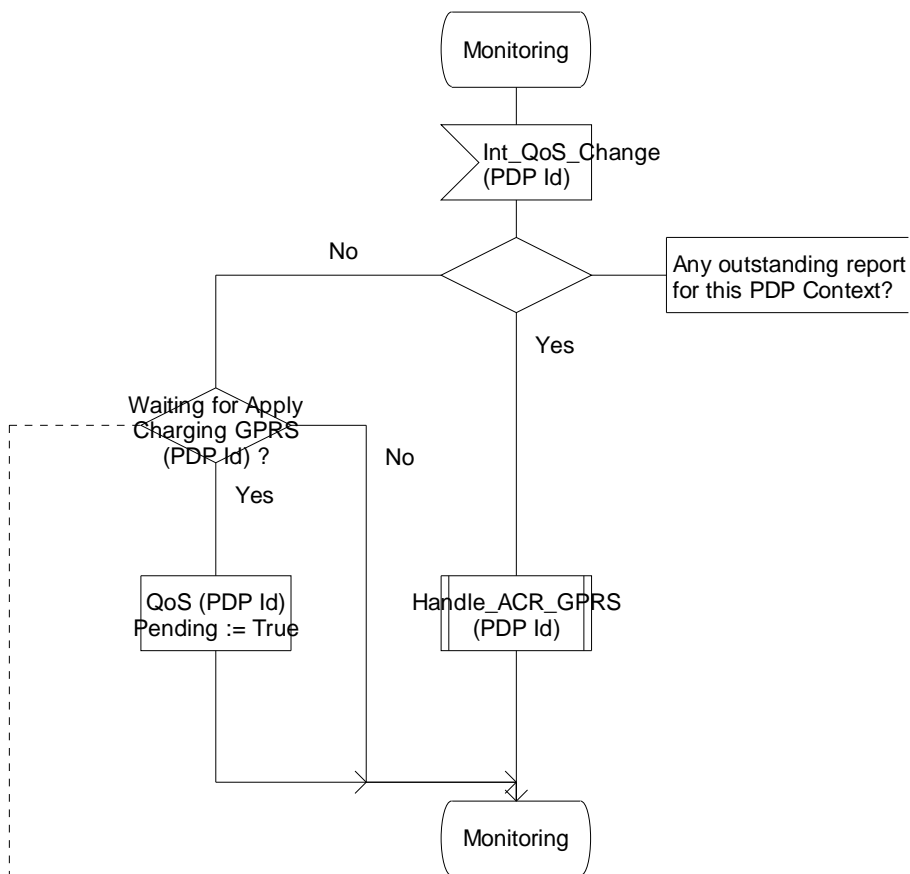 Monitoring
Int_QoS_Change
(PDP Id)
No
Any outstanding report
for this PDP Context?
Yes
Waiting for Apply
Charging GPRS
(PDP Id) ?
No
Yes
QoS (PDP Id)
Pending := True
Handle_ACR_GPRS
(PDP Id)
Monitoring